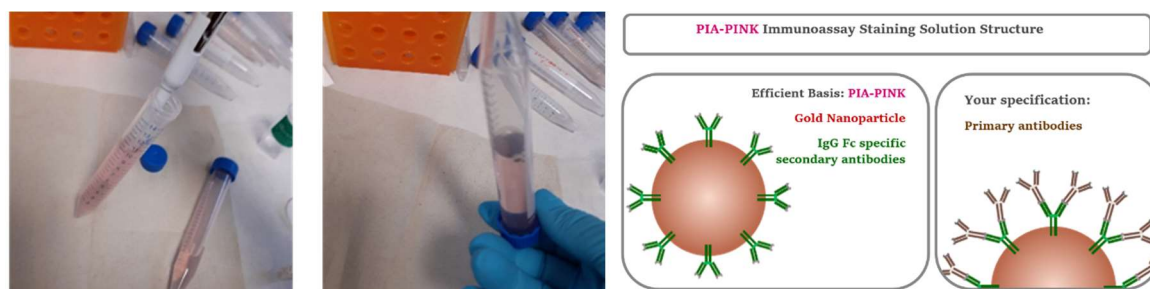 PIA-PINK Immunoassay Staining Solution Structure
Efficient Basis: PIA-PINK
Gold Nanoparticle
IgG Fc specific
secondary antibodies
Your specification:
Primary antibodies